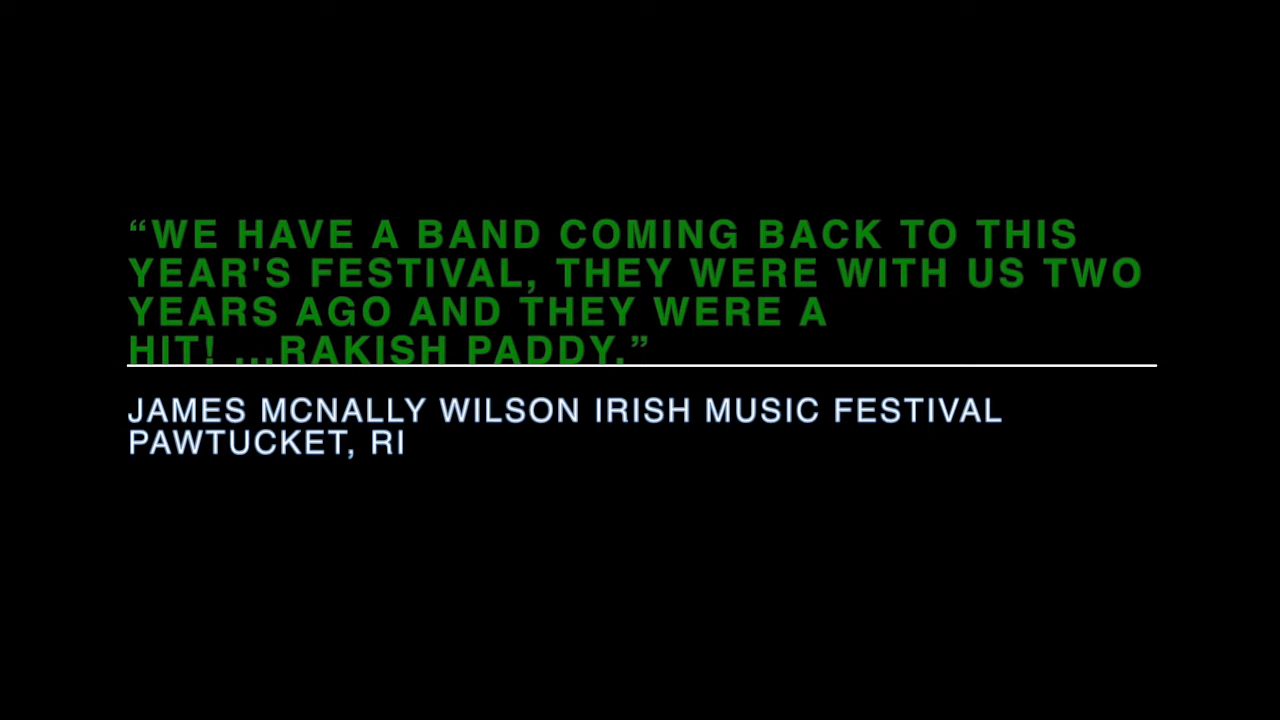 “WE HAVE A BAND COMING BACK TO THIS
YEAR'S FESTIVAL, THEY WERE WITH US TWO
YEARS AGO AND THEY WERE A
HIT! ...RAKISH PADDY.”
JAMES MCNALLY WILSON IRISH MUSIC FESTIVAL
PAWTUCKET, RI